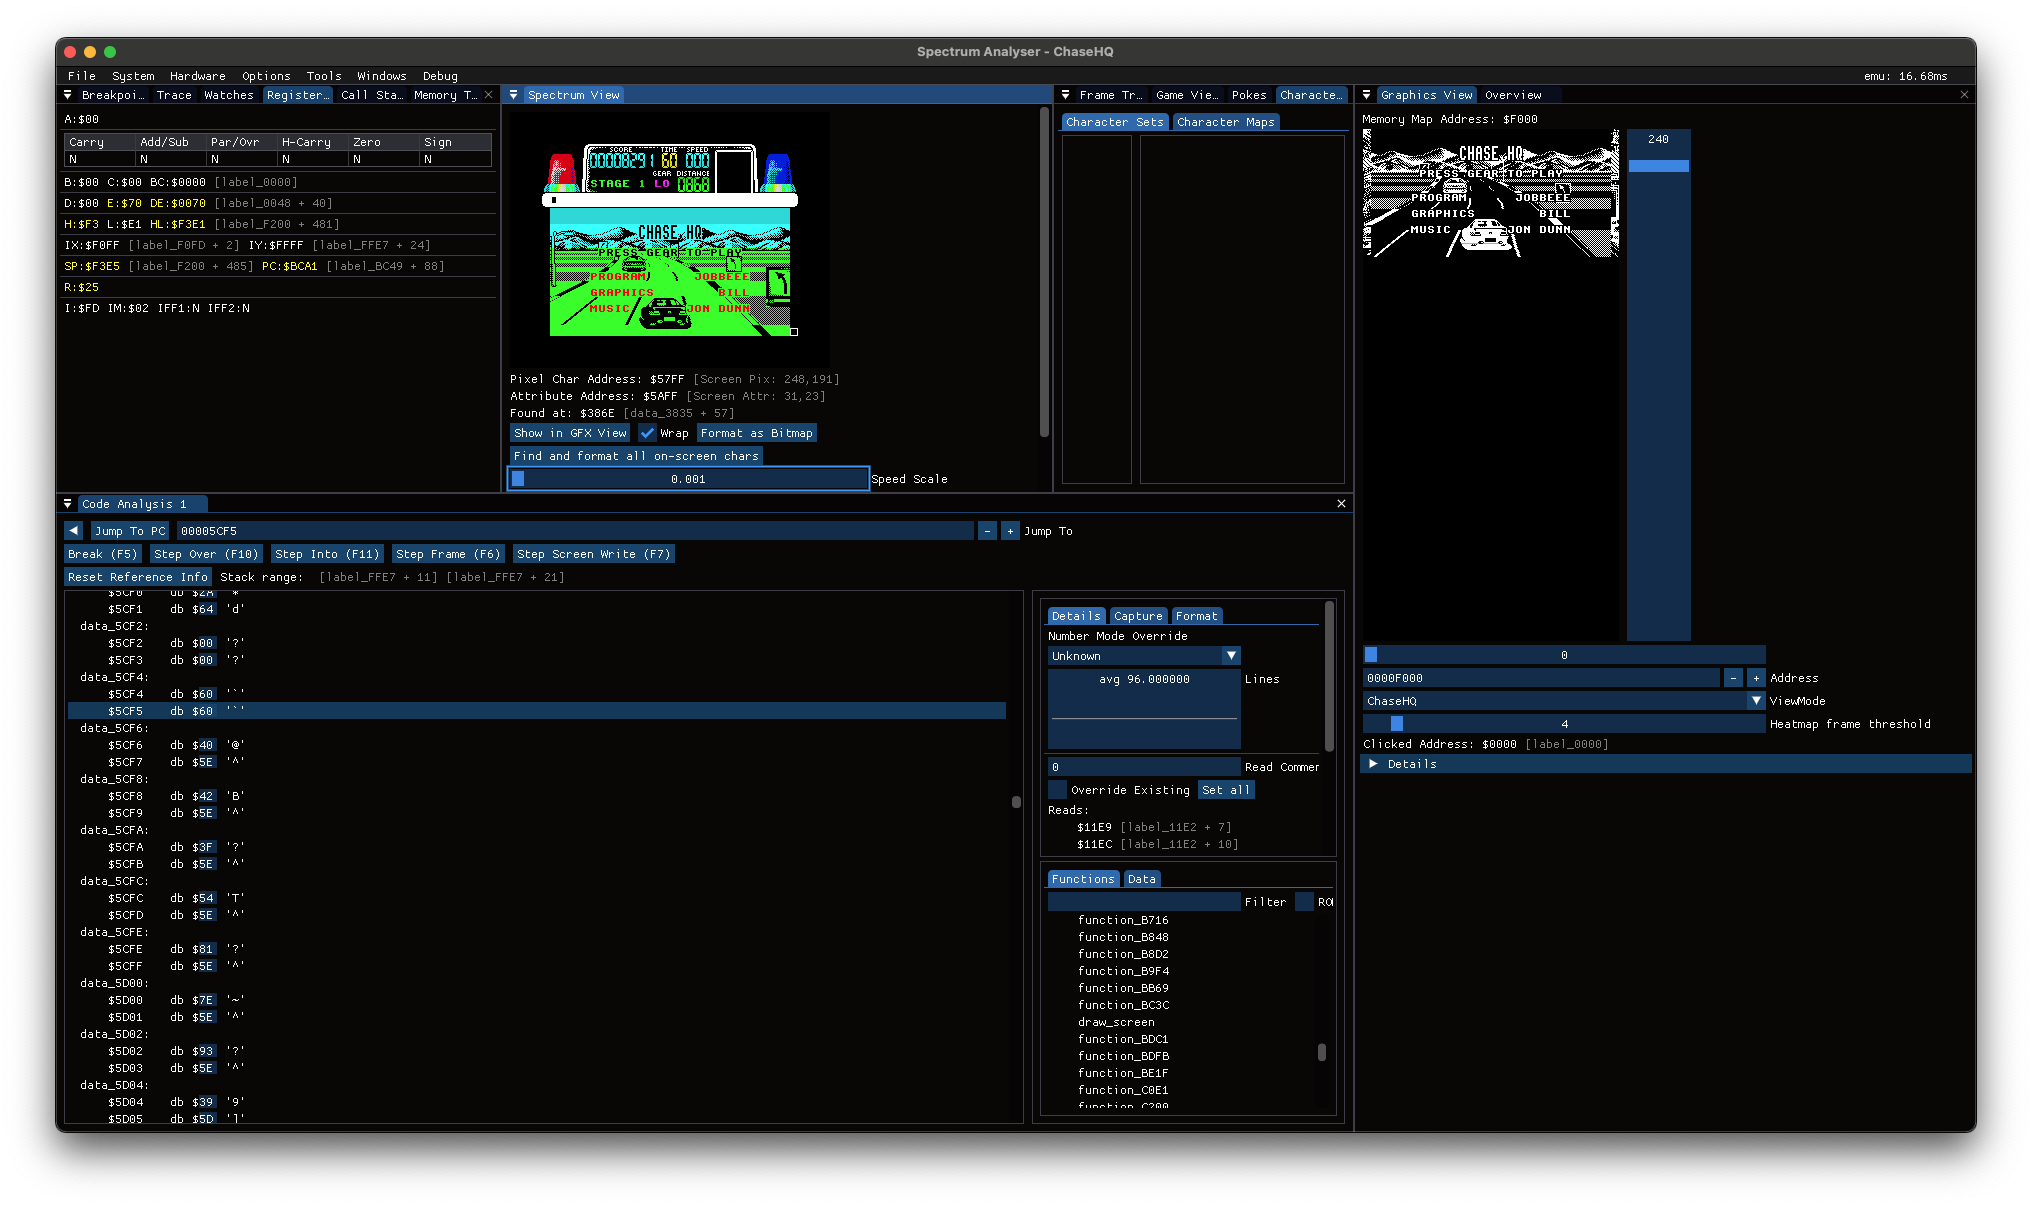 Spectrum Analyser - ChaseHQ
File System Hardware Options Tools Windows Debug
emu: 16.68ms
Breakpoi… Trace Watches Register… Call Sta… Memory T…
A:$00
Carry Add/Sub Par/Ovr H-Carry Zero Sign
N N N N N N
B:$00 C:$00 BC:$0000 [label_0000]
D:$00 E:$70 DE:$0070 [label_0048 + 40]
H:$F3 L:$E1 HL:$F3E1 [label_F200 + 481]
IX:$F0FF [label_F0FD + 2] IY:$FFFF [label_FFE7 + 24]
SP:$F3E5 [label_F200 + 485] PC:$BCA1 [label_BC49 + 88]
R:$25
I:$FD IM:$02 IFF1:N IFF2:N
Spectrum View
SCORE TIME SPEED
00008291 60 000
GEAR DISTANCE
STAGE 1 LO 0868
CHASE HQ
PRESS GEAR TO PLAY
PROGRAM JOBBEEE
GRAPHICS BILL
MUSIC JON DUNN
Pixel Char Address: $57FF [Screen Pix: 248,191]
Attribute Address: $5AFF [Screen Attr: 31,23]
Found at: $386E [data_3835 + 57]
Show in GFX View Wrap Format as Bitmap
Find and format all on-screen chars
0.001 Speed Scale
Frame Tr… Game Vie… Pokes Characte…
Character Sets Character Maps
Graphics View Overview
Memory Map Address: $F000
240
CHASE HQ
PRESS GEAR TO PLAY
PROGRAM JOBBEEE
GRAPHICS BILL
MUSIC JON DUNN
0
0000F000 - + Address
ChaseHQ ViewMode
4 Heatmap frame threshold
Clicked Address: $0000 [label_0000]
Details
Code Analysis 1
Jump To PC 00005CF5 - + Jump To
Break (F5) Step Over (F10) Step Into (F11) Step Frame (F6) Step Screen Write (F7)
Reset Reference Info Stack range: [label_FFE7 + 11] [label_FFE7 + 21]
$5CF0 db $2A '*'
$5CF1 db $64 'd'
data_5CF2:
$5CF2 db $00 '?'
$5CF3 db $00 '?'
data_5CF4:
$5CF4 db $60 '`'
$5CF5 db $60 '`'
data_5CF6:
$5CF6 db $40 '@'
$5CF7 db $5E '^'
data_5CF8:
$5CF8 db $42 'B'
$5CF9 db $5E '^'
data_5CFA:
$5CFA db $3F '?'
$5CFB db $5E '^'
data_5CFC:
$5CFC db $54 'T'
$5CFD db $5E '^'
data_5CFE:
$5CFE db $81 '?'
$5CFF db $5E '^'
data_5D00:
$5D00 db $7E '~'
$5D01 db $5E '^'
data_5D02:
$5D02 db $93 '?'
$5D03 db $5E '^'
data_5D04:
$5D04 db $39 '9'
$5D05 db $5D ']'
Details Capture Format
Number Mode Override
Unknown
avg 96.000000 Lines
0 Read Commer
Override Existing Set all
Reads:
$11E9 [label_11E2 + 7]
$11EC [label_11E2 + 10]
Functions Data
Filter RO
function_B716
function_B848
function_B8D2
function_B9F4
function_BB69
function_BC3C
draw_screen
function_BDC1
function_BDFB
function_BE1F
function_C0E1
function_C200